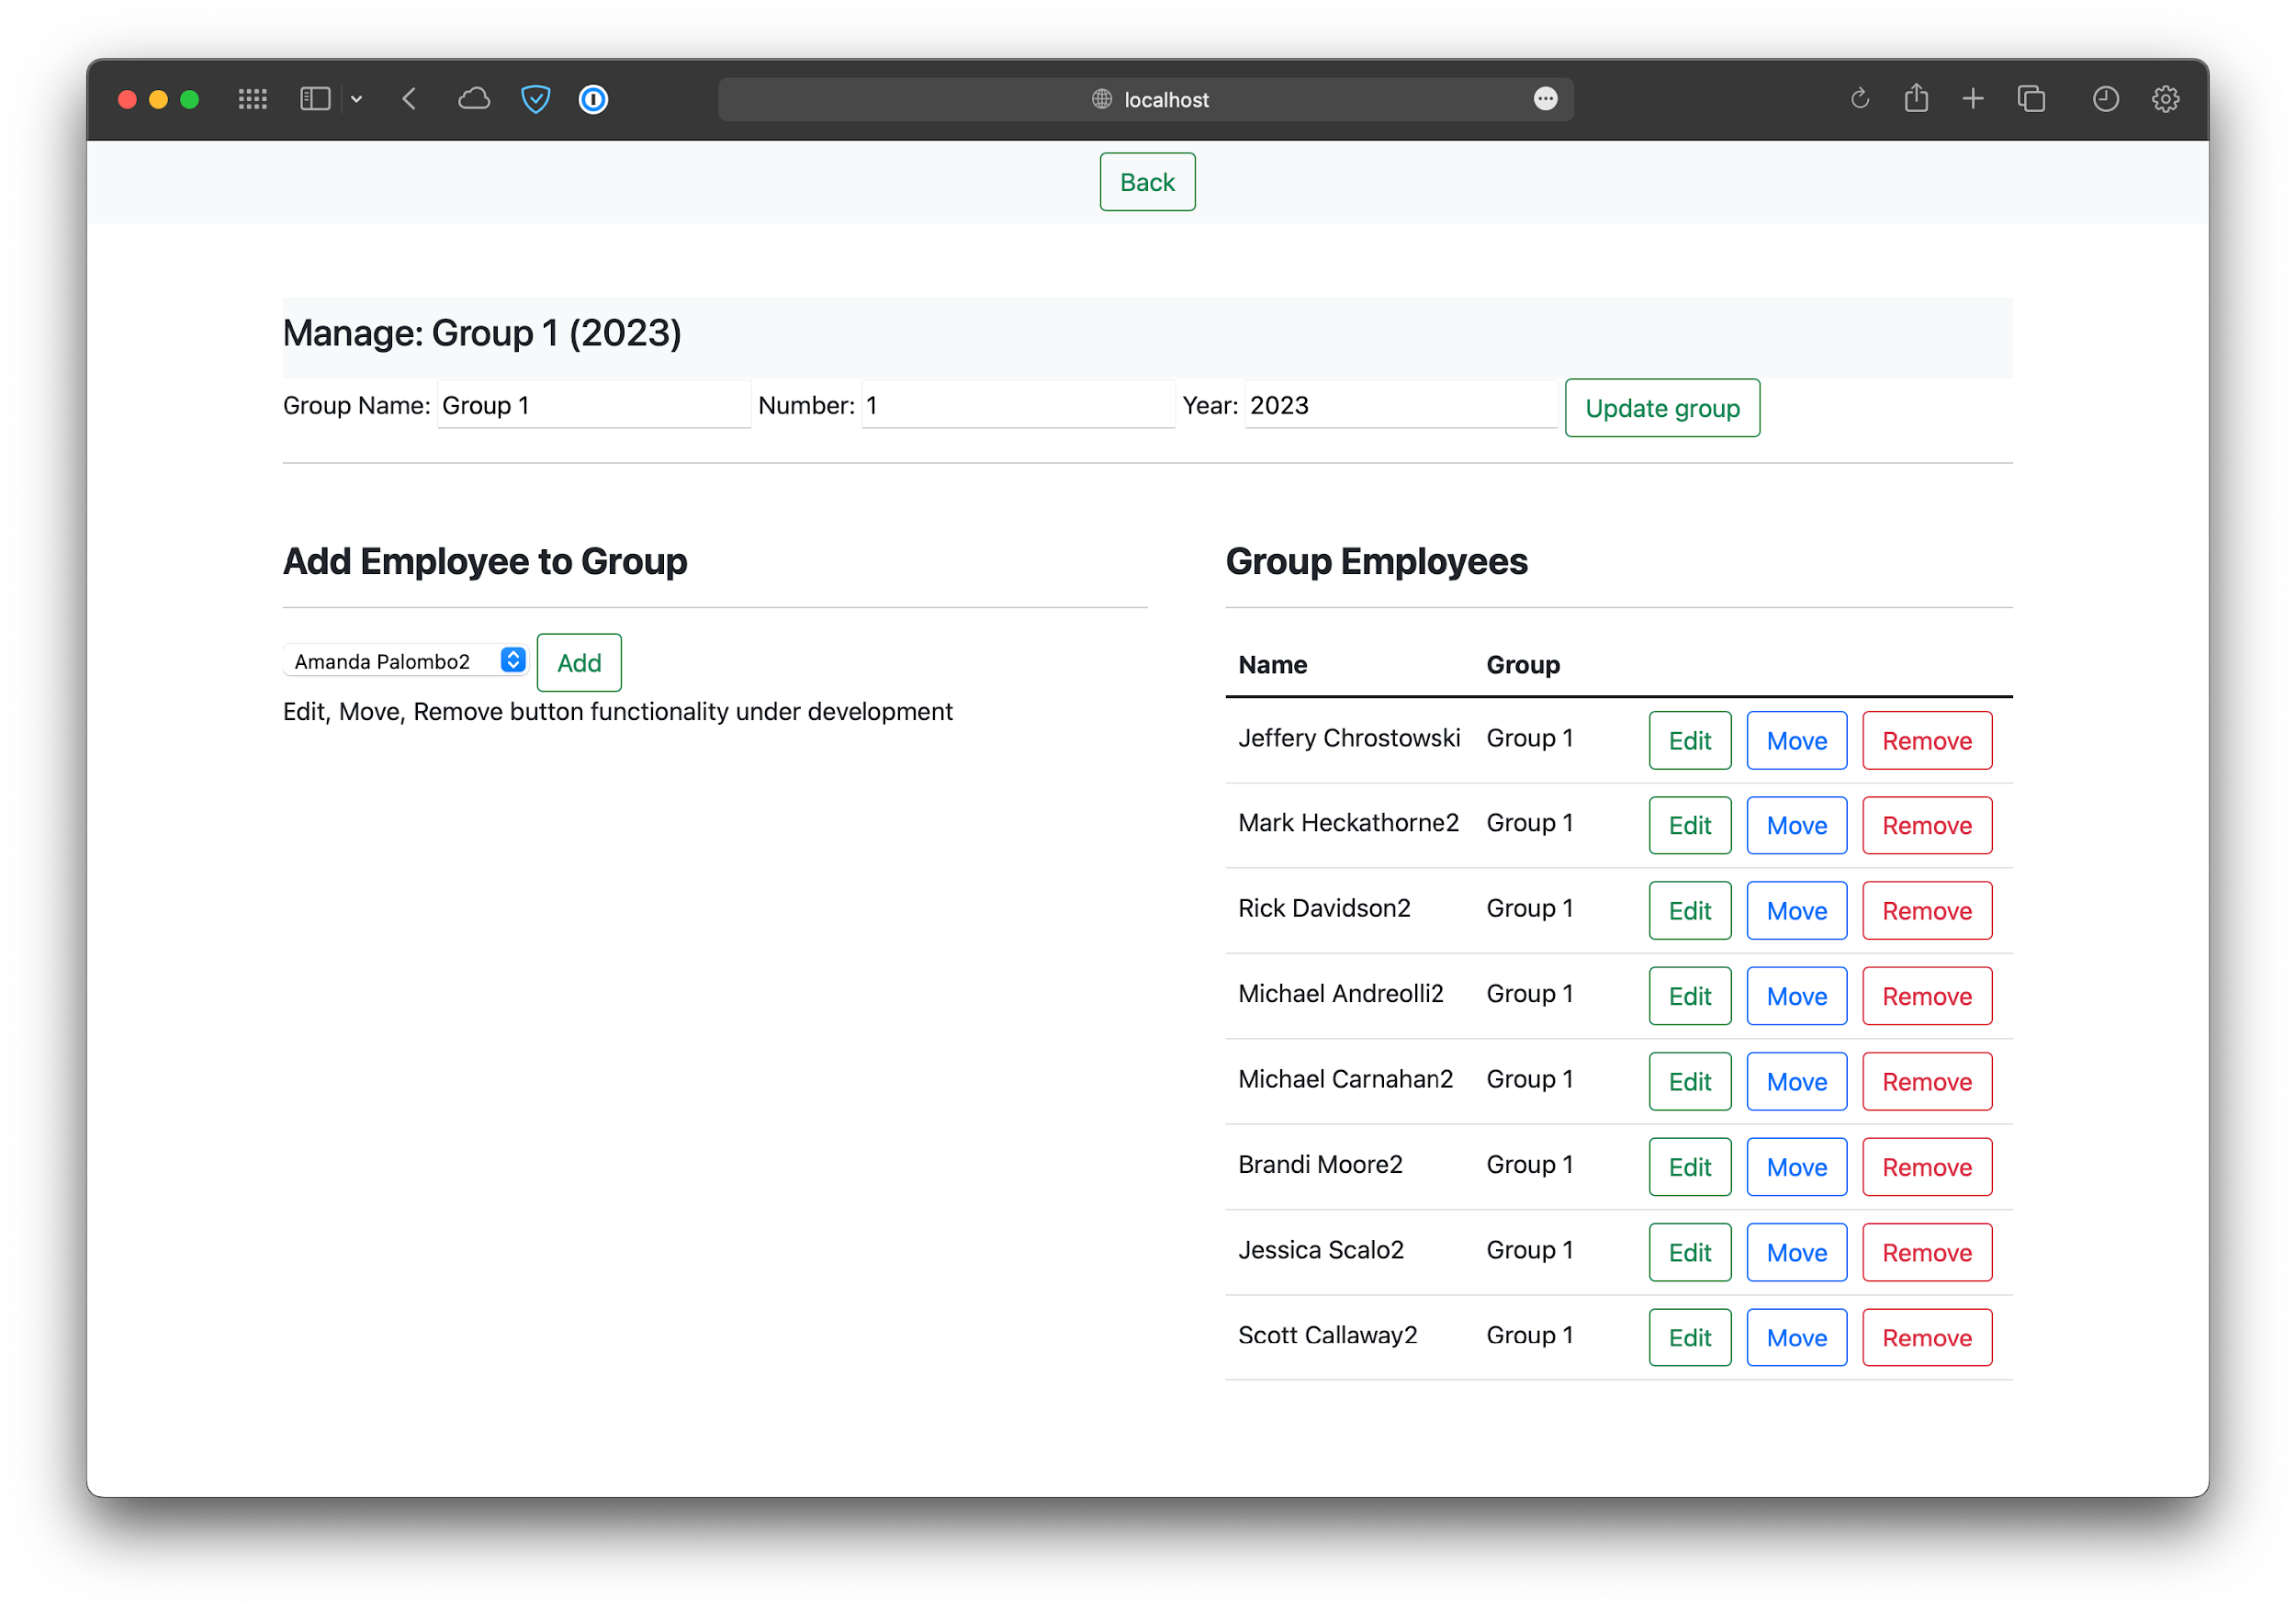 localhost
Back
Manage: Group 1 (2023)
Group Name: Group 1 Number: 1 Year: 2023 Update group
Add Employee to Group
Amanda Palombo2 Add
Edit, Move, Remove button functionality under development
Group Employees
Name Group
Jeffery Chrostowski Group 1 Edit Move Remove
Mark Heckathorne2 Group 1 Edit Move Remove
Rick Davidson2 Group 1 Edit Move Remove
Michael Andreolli2 Group 1 Edit Move Remove
Michael Carnahan2 Group 1 Edit Move Remove
Brandi Moore2 Group 1 Edit Move Remove
Jessica Scalo2 Group 1 Edit Move Remove
Scott Callaway2 Group 1 Edit Move Remove